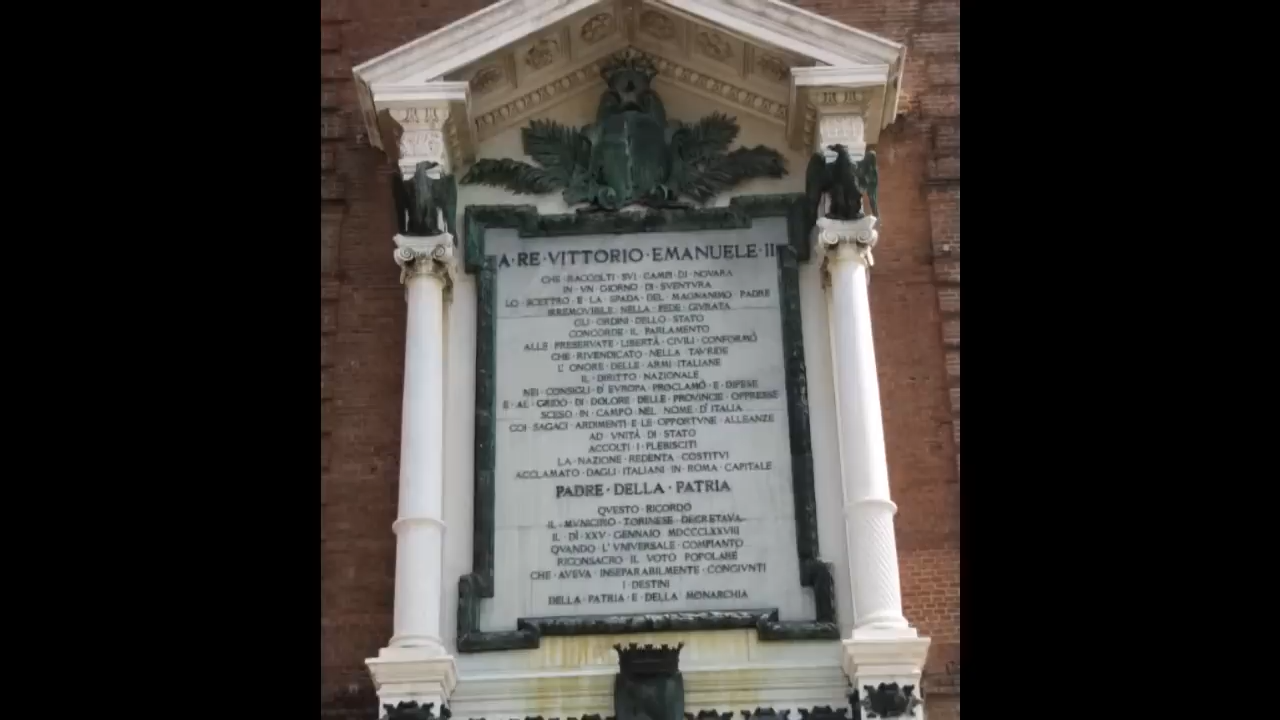 A·RE·VITTORIO·EMANUELE·II
CHE·RACCOLTI·SVI·CAMPI·DI·NOVARA
IN·VN·GIORNO·DI·SVENTVRA
LO·SCETTRO·E·LA·SPADA·DEL·MAGNANIMO·PADRE
IRREMOVIBILE·NELLA·FEDE·GIVRATA
GLI·ORDINI·DELLO·STATO
CONCORDE·IL·PARLAMENTO
ALLE·PRESERVATE·LIBERTÀ·CIVILI·CONFORMÒ
CHE·RIVENDICATO·NELLA·TAVRIDE
L'ONORE·DELLE·ARMI·ITALIANE
IL·DIRITTO·NAZIONALE
NEI·CONSIGLI·D'EVROPA·PROCLAMÒ·E·DIFESE
E·AL·GRIDO·DI·DOLORE·DELLE·PROVINCIE·OPPRESSE
SCESO·IN·CAMPO·NEL·NOME·D'ITALIA
COI·SAGACI·ARDIMENTI·E·LE·OPPORTVNE·ALLEANZE
AD·VNITÀ·DI·STATO
ACCOLTI·I·PLEBISCITI
LA·NAZIONE·REDENTA·COSTITVI
ACCLAMATO·DAGLI·ITALIANI·IN·ROMA·CAPITALE
PADRE·DELLA·PATRIA
QVESTO·RICORDO
IL·MVNICIPIO·TORINESE·DECRETAVA
IL·DÌ·XXV·GENNAIO·MDCCCLXXVIII
QVANDO·L'VNIVERSALE·COMPIANTO
RICONSACRO·IL·VOTO·POPOLARE
CHE·AVEVA·INSEPARABILMENTE·CONGIVNTI
I·DESTINI
DELLA·PATRIA·E·DELLA·MONARCHIA